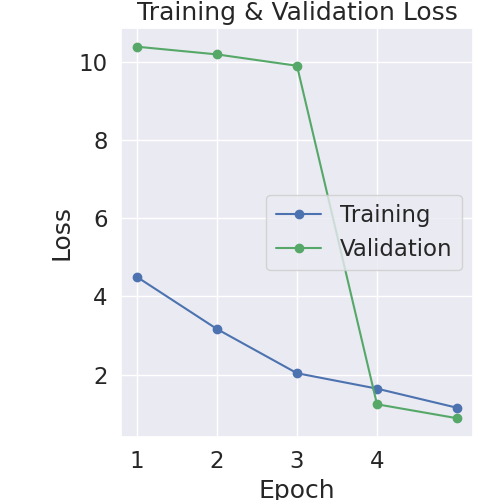 Training & Validation Loss
10
8
6
4
2
Loss
Training
Validation
1 2 3 4
Epoch